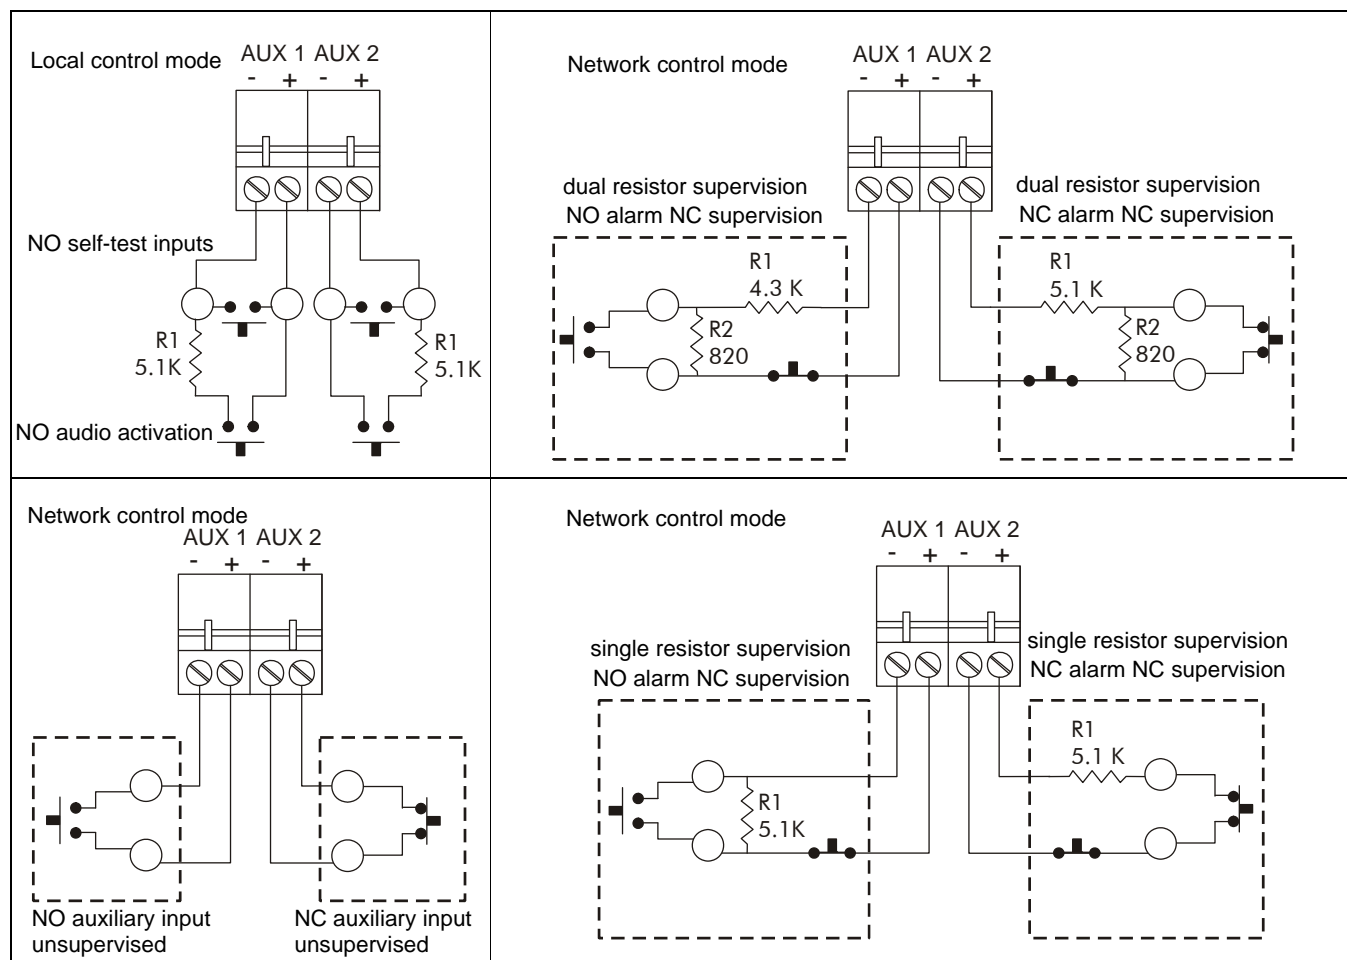 Local control mode
AUX 1 AUX 2
- + - +
NO self-test inputs
R1
5.1K
R1
5.1K
NO audio activation
Network control mode
AUX 1 AUX 2
- + - +
dual resistor supervision
NO alarm NC supervision
dual resistor supervision
NC alarm NC supervision
R1
4.3 K
R2
820
R1
5.1 K
R2
820
Network control mode
AUX 1 AUX 2
- + - +
NO auxiliary input
unsupervised
NC auxiliary input
unsupervised
Network control mode
AUX 1 AUX 2
- + - +
single resistor supervision
NO alarm NC supervision
single resistor supervision
NC alarm NC supervision
R1
5.1K
R1
5.1 K